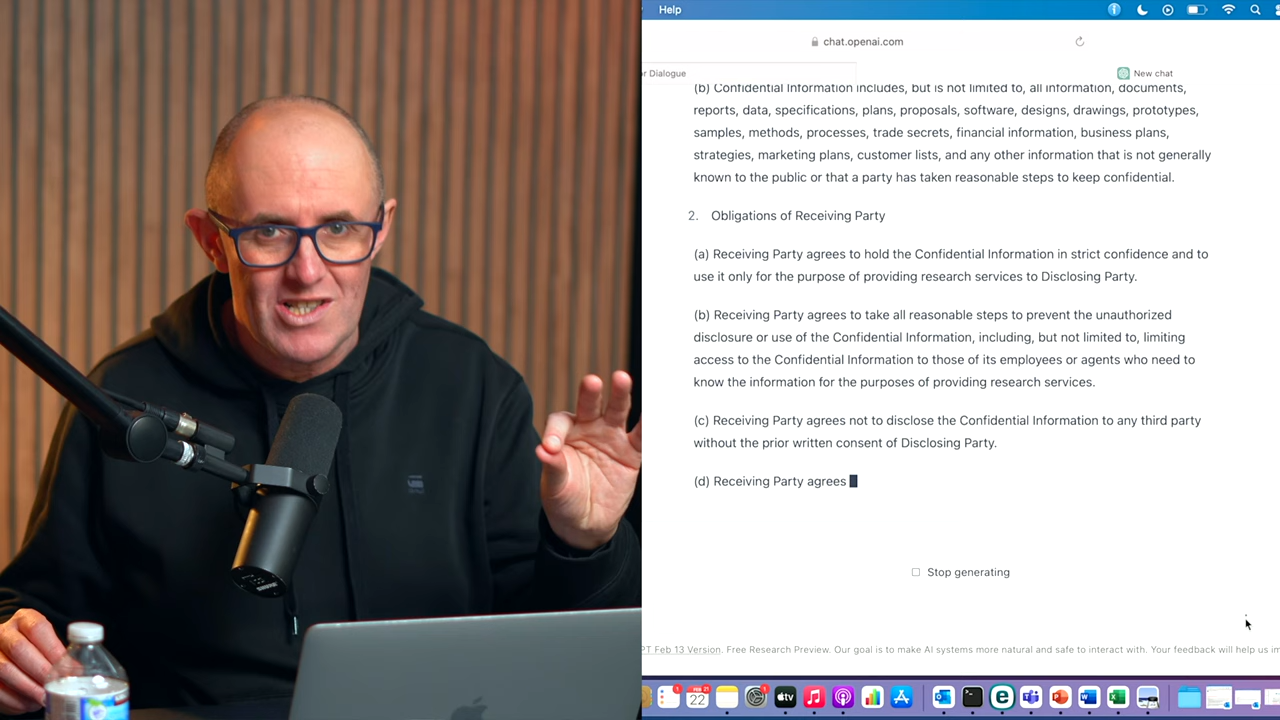 Help
chat.openai.com
or Dialogue
New chat
(b) Confidential Information includes, but is not limited to, all information, documents,
reports, data, specifications, plans, proposals, software, designs, drawings, prototypes,
samples, methods, processes, trade secrets, financial information, business plans,
strategies, marketing plans, customer lists, and any other information that is not generally
known to the public or that a party has taken reasonable steps to keep confidential.
2. Obligations of Receiving Party
(a) Receiving Party agrees to hold the Confidential Information in strict confidence and to
use it only for the purpose of providing research services to Disclosing Party.
(b) Receiving Party agrees to take all reasonable steps to prevent the unauthorized
disclosure or use of the Confidential Information, including, but not limited to, limiting
access to the Confidential Information to those of its employees or agents who need to
know the information for the purposes of providing research services.
(c) Receiving Party agrees not to disclose the Confidential Information to any third party
without the prior written consent of Disclosing Party.
(d) Receiving Party agrees
Stop generating
PT Feb 13 Version. Free Research Preview. Our goal is to make AI systems more natural and safe to interact with. Your feedback will help us im
FEB
22
tv